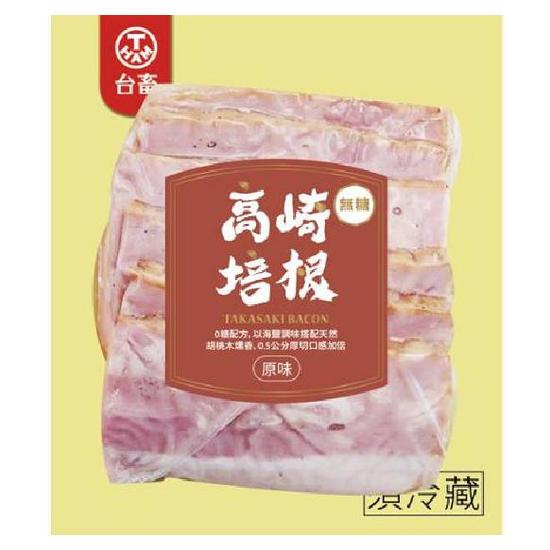 T
HAM
台畜
無糖
高崎
培根
TAKASAKI BACON
0糖配方, 以海鹽調味搭配天然
胡桃木燻香, 0.5公分厚切口感加倍
原味
須冷藏